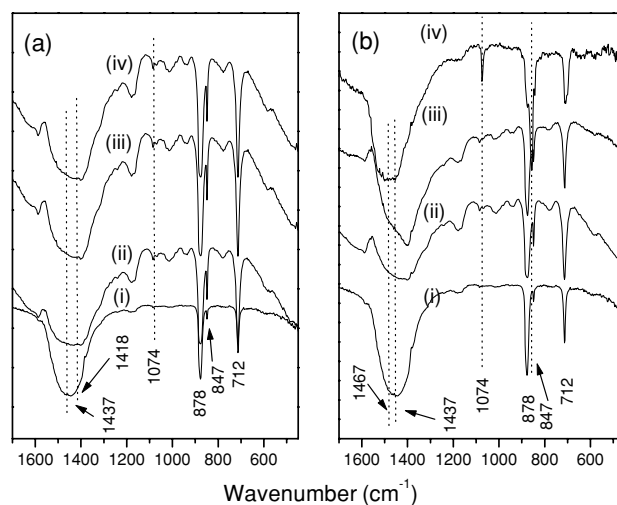 (a)
(iv)
(iii)
(ii)
(i)
1418
1437
1074
878
847
712
1600 1400 1200 1000 800 600
(b)
(iv)
(iii)
(ii)
(i)
1467
1437
1074
878
847
712
1600 1400 1200 1000 800 600
Wavenumber (cm⁻¹)